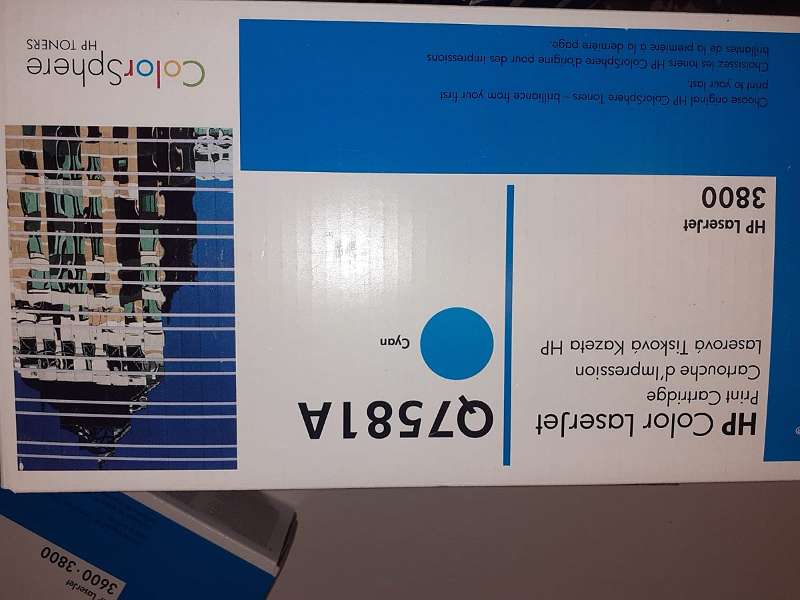 HP Color LaserJet
Print Cartridge
Cartouche d'Impression
Laserová Tisková Kazeta HP
HP LaserJet
3800
Q7581A
Cyan
Choose original HP ColorSphere Toners – brilliance from your first
print to your last.
Choisissez les toners HP ColorSphere d'origine pour des impressions
brillantes de la première à la dernière page.
ColorSphere
HP TONERS
HP LaserJet
3600 · 3800